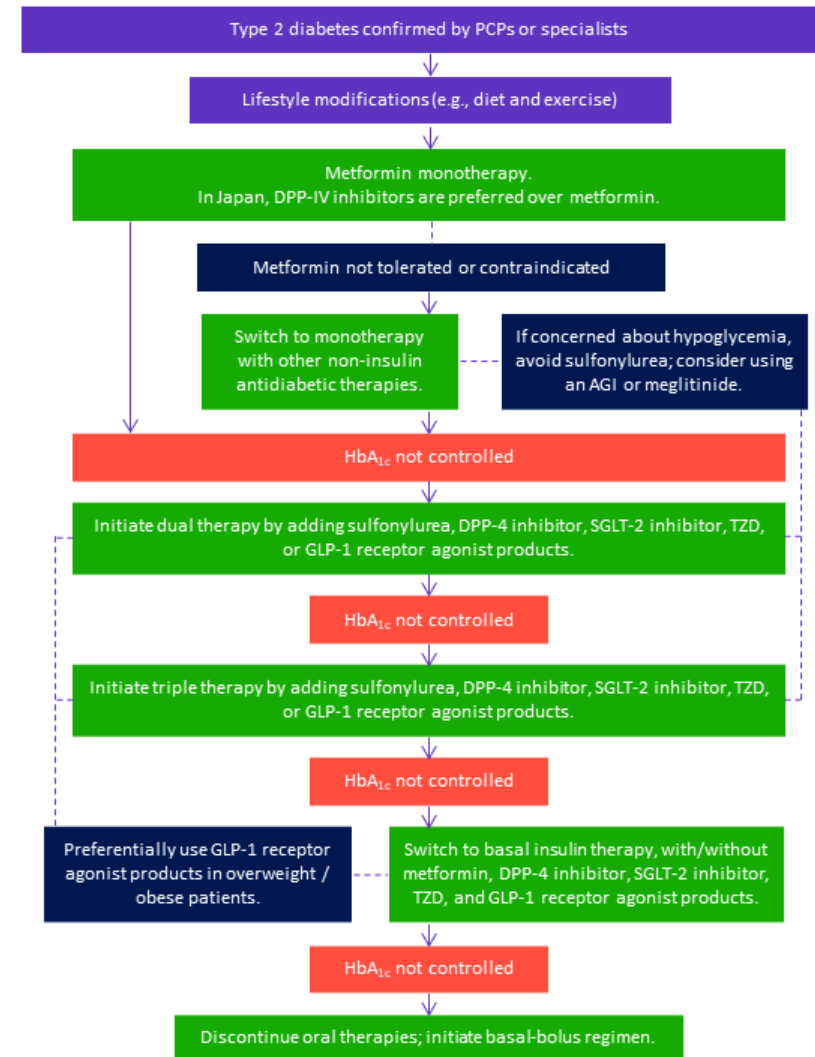 Type 2 diabetes confirmed by PCPs or specialists
Lifestyle modifications (e.g., diet and exercise)
Metformin monotherapy.
In Japan, DPP-IV inhibitors are preferred over metformin.
Metformin not tolerated or contraindicated
Switch to monotherapy
with other non-insulin
antidiabetic therapies.
If concerned about hypoglycemia,
avoid sulfonylurea; consider using
an AGI or meglitinide.
HbA1c not controlled
Initiate dual therapy by adding sulfonylurea, DPP-4 inhibitor, SGLT-2 inhibitor, TZD,
or GLP-1 receptor agonist products.
HbA1c not controlled
Initiate triple therapy by adding sulfonylurea, DPP-4 inhibitor, SGLT-2 inhibitor, TZD,
or GLP-1 receptor agonist products.
HbA1c not controlled
Preferentially use GLP-1 receptor
agonist products in overweight /
obese patients.
Switch to basal insulin therapy, with/without
metformin, DPP-4 inhibitor, SGLT-2 inhibitor,
TZD, and GLP-1 receptor agonist products.
HbA1c not controlled
Discontinue oral therapies; initiate basal-bolus regimen.